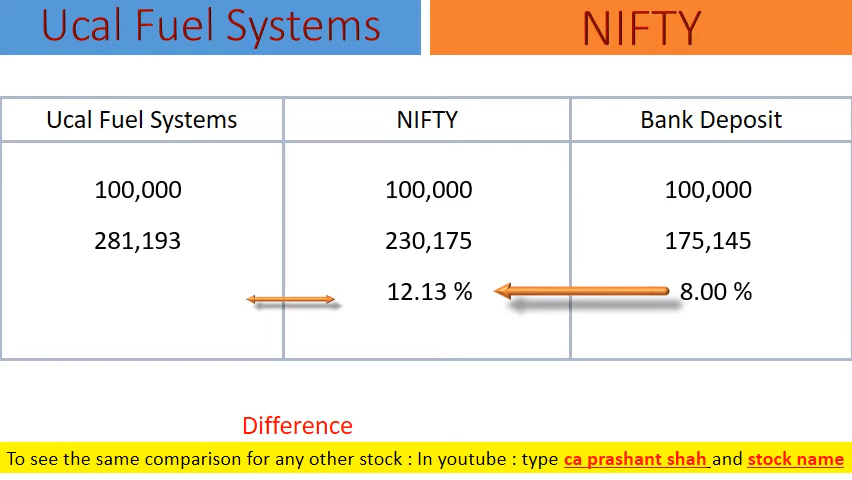 Ucal Fuel Systems NIFTY
Ucal Fuel Systems NIFTY Bank Deposit
100,000 100,000 100,000
281,193 230,175 175,145
12.13 % 8.00 %
Difference
To see the same comparison for any other stock : In youtube : type ca prashant shah and stock name